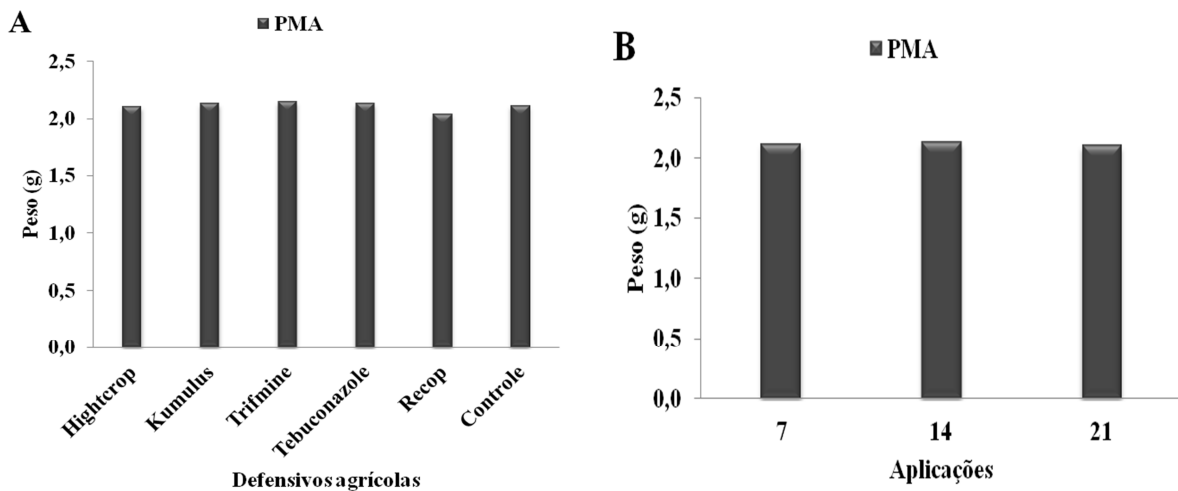 A
PMA
Peso (g)
2,5
2,0
1,5
1,0
0,5
0,0
Hightcrop
Kumulus
Trifmine
Tebuconazole
Recop
Controle
Defensivos agrícolas
B
PMA
Peso (g)
2,5
2,0
1,5
1,0
0,5
0,0
7 14 21
Aplicações